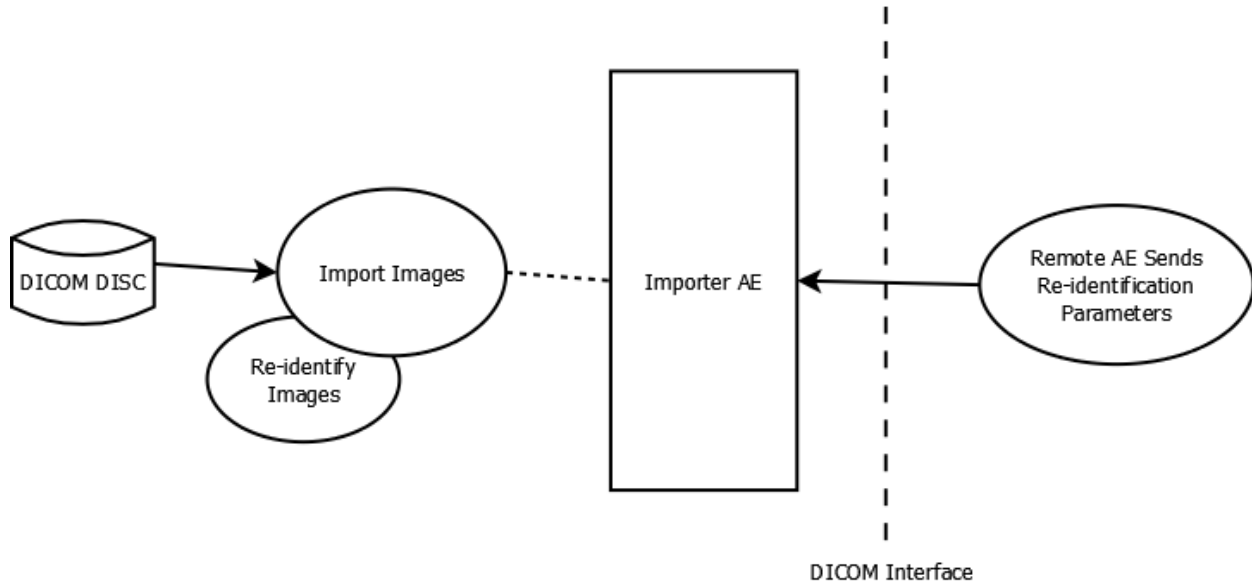 DICOM DISC
Import Images
Re-identify
Images
Importer AE
Remote AE Sends
Re-identification
Parameters
DICOM Interface